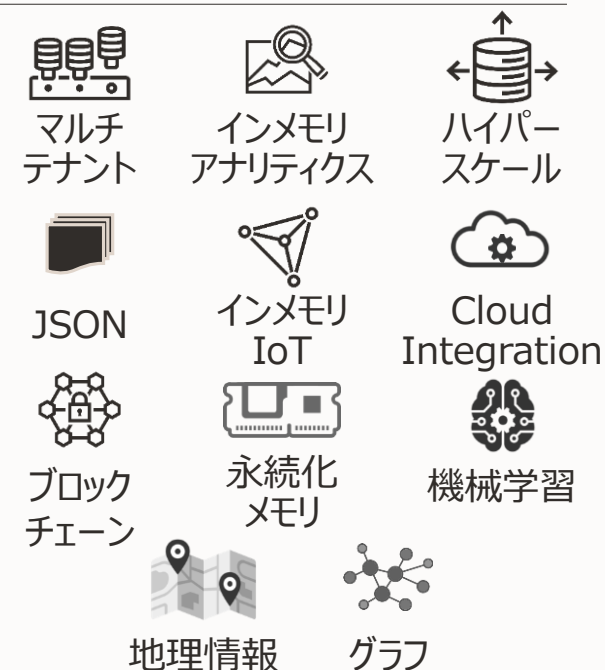 マルチ
テナント
インメモリ
アナリティクス
ハイパー
スケール
JSON
インメモリ
IoT
Cloud
Integration
ブロック
チェーン
永続化
メモリ
機械学習
地理情報
グラフ